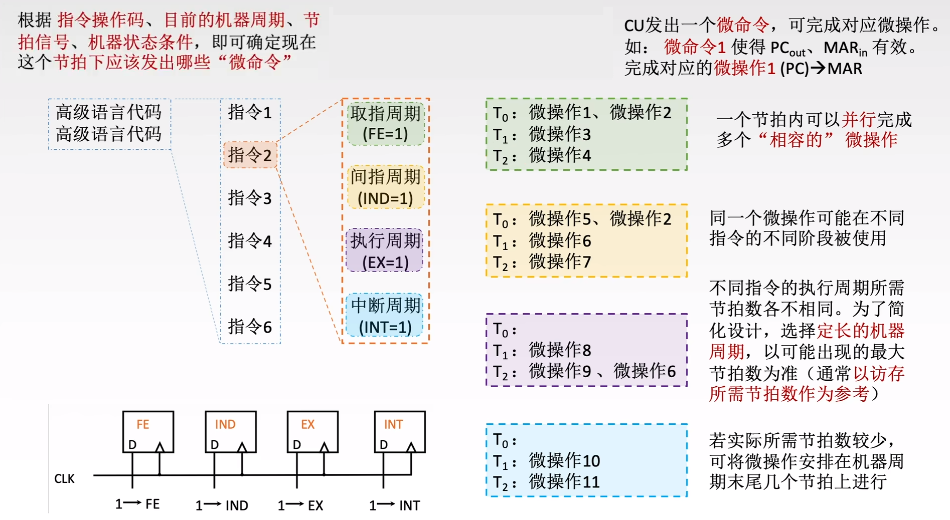 根据 指令操作码、目前的机器周期、节
拍信号、机器状态条件，即可确定现在
这个节拍下应该发出哪些“微命令”
CU发出一个微命令，可完成对应微操作。
如： 微命令1 使得 PCout、MARin 有效。
完成对应的微操作1 (PC)→MAR
高级语言代码
高级语言代码
指令1
指令2
指令3
指令4
指令5
指令6
取指周期
(FE=1)
间指周期
(IND=1)
执行周期
(EX=1)
中断周期
(INT=1)
T0：微操作1、微操作2
T1：微操作3
T2：微操作4
一个节拍内可以并行完成
多个“相容的” 微操作
T0：微操作5、微操作2
T1：微操作6
T2：微操作7
同一个微操作可能在不同
指令的不同阶段被使用
T0：
T1：微操作8
T2：微操作9 、微操作6
不同指令的执行周期所需
节拍数各不相同。为了简
化设计，选择定长的机器
周期，以可能出现的最大
节拍数为准（通常以访存
所需节拍数作为参考）
T0：
T1：微操作10
T2：微操作11
若实际所需节拍数较少，
可将微操作安排在机器周
期末尾几个节拍上进行
FE IND EX INT
D D D D
CLK
1→FE 1→IND 1→EX 1→INT